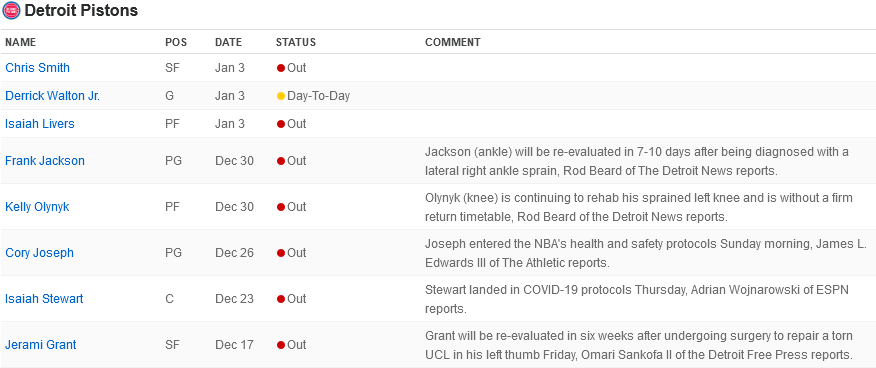 Detroit Pistons
NAME POS DATE STATUS COMMENT
Chris Smith SF Jan 3 Out
Derrick Walton Jr. G Jan 3 Day-To-Day
Isaiah Livers PF Jan 3 Out
Frank Jackson PG Dec 30 Out Jackson (ankle) will be re-evaluated in 7-10 days after being diagnosed with a
lateral right ankle sprain, Rod Beard of The Detroit News reports.
Kelly Olynyk PF Dec 30 Out Olynyk (knee) is continuing to rehab his sprained left knee and is without a firm
return timetable, Rod Beard of the Detroit News reports.
Cory Joseph PG Dec 26 Out Joseph entered the NBA's health and safety protocols Sunday morning, James L.
Edwards III of The Athletic reports.
Isaiah Stewart C Dec 23 Out Stewart landed in COVID-19 protocols Thursday, Adrian Wojnarowski of ESPN
reports.
Jerami Grant SF Dec 17 Out Grant will be re-evaluated in six weeks after undergoing surgery to repair a torn
UCL in his left thumb Friday, Omari Sankofa II of the Detroit Free Press reports.